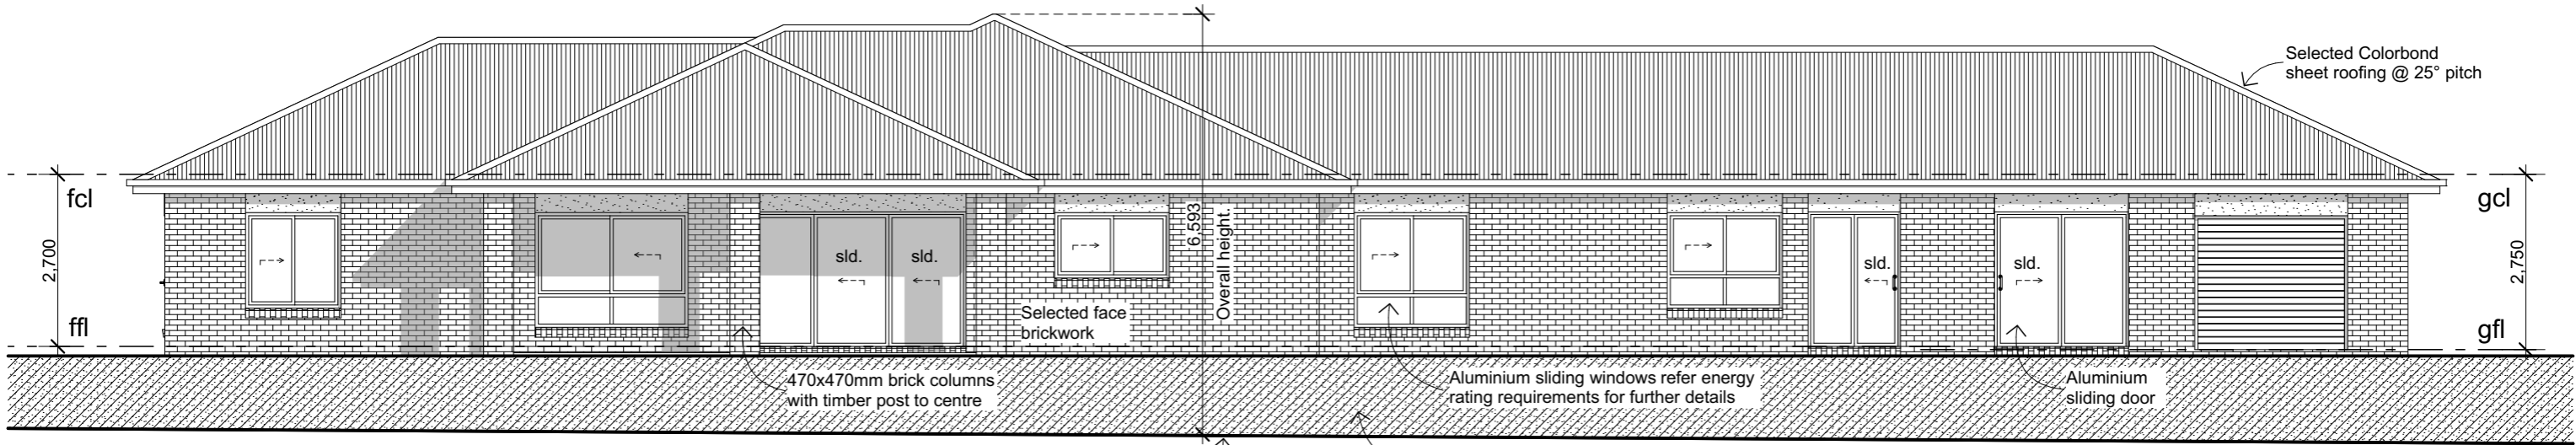 Selected Colorbond
sheet roofing @ 25° pitch
fcl
2,700
ffl
sld.
sld.
6,593
Overall height.
Selected face
brickwork
sld.
sld.
gcl
2,750
gfl
470x470mm brick columns
with timber post to centre
Aluminium sliding windows refer energy
rating requirements for further details
Aluminium
sliding door